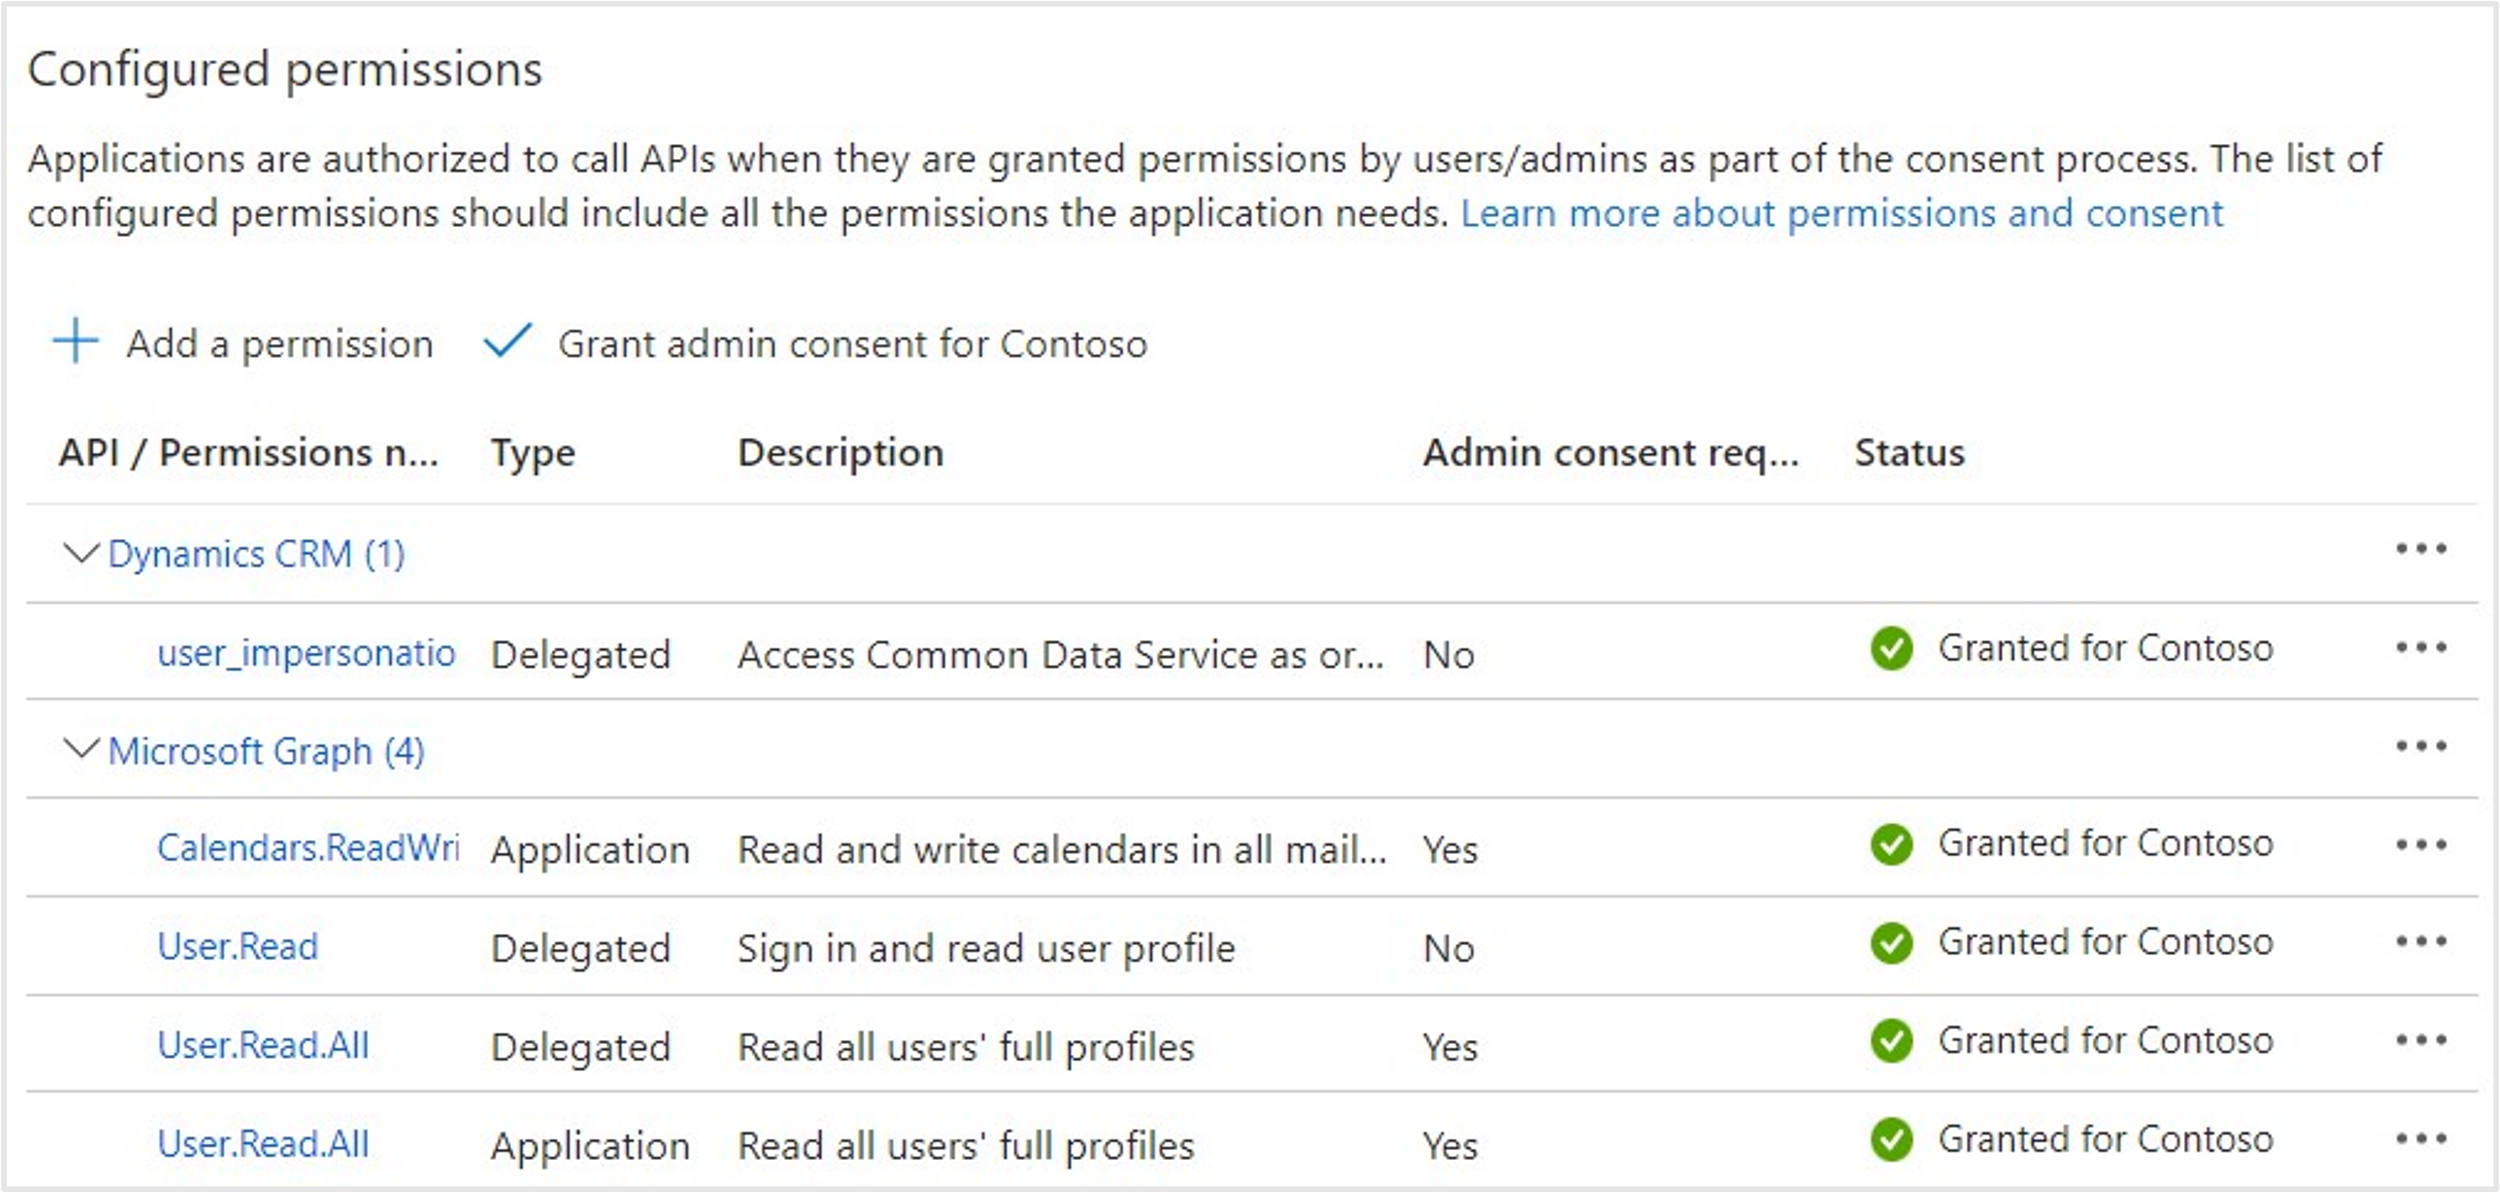 Configured permissions
Applications are authorized to call APIs when they are granted permissions by users/admins as part of the consent process. The list of
configured permissions should include all the permissions the application needs. Learn more about permissions and consent
Add a permission Grant admin consent for Contoso
API / Permissions n... Type Description Admin consent req... Status
Dynamics CRM (1)
user_impersonatio Delegated Access Common Data Service as or... No Granted for Contoso
Microsoft Graph (4)
Calendars.ReadWri Application Read and write calendars in all mail... Yes Granted for Contoso
User.Read Delegated Sign in and read user profile No Granted for Contoso
User.Read.All Delegated Read all users' full profiles Yes Granted for Contoso
User.Read.All Application Read all users' full profiles Yes Granted for Contoso